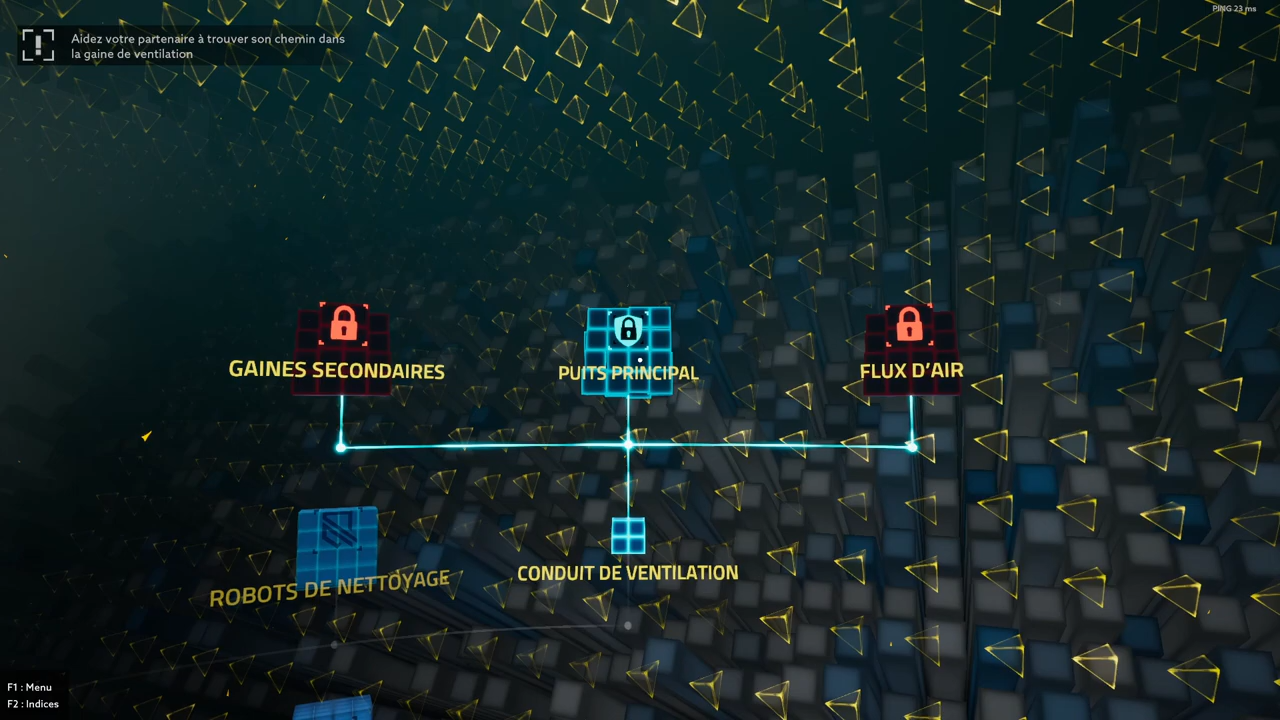 PING 23 ms
Aidez votre partenaire à trouver son chemin dans
la gaine de ventilation
GAINES SECONDAIRES
PUITS PRINCIPAL
FLUX D'AIR
ROBOTS DE NETTOYAGE
CONDUIT DE VENTILATION
F1 : Menu
F2 : Indices